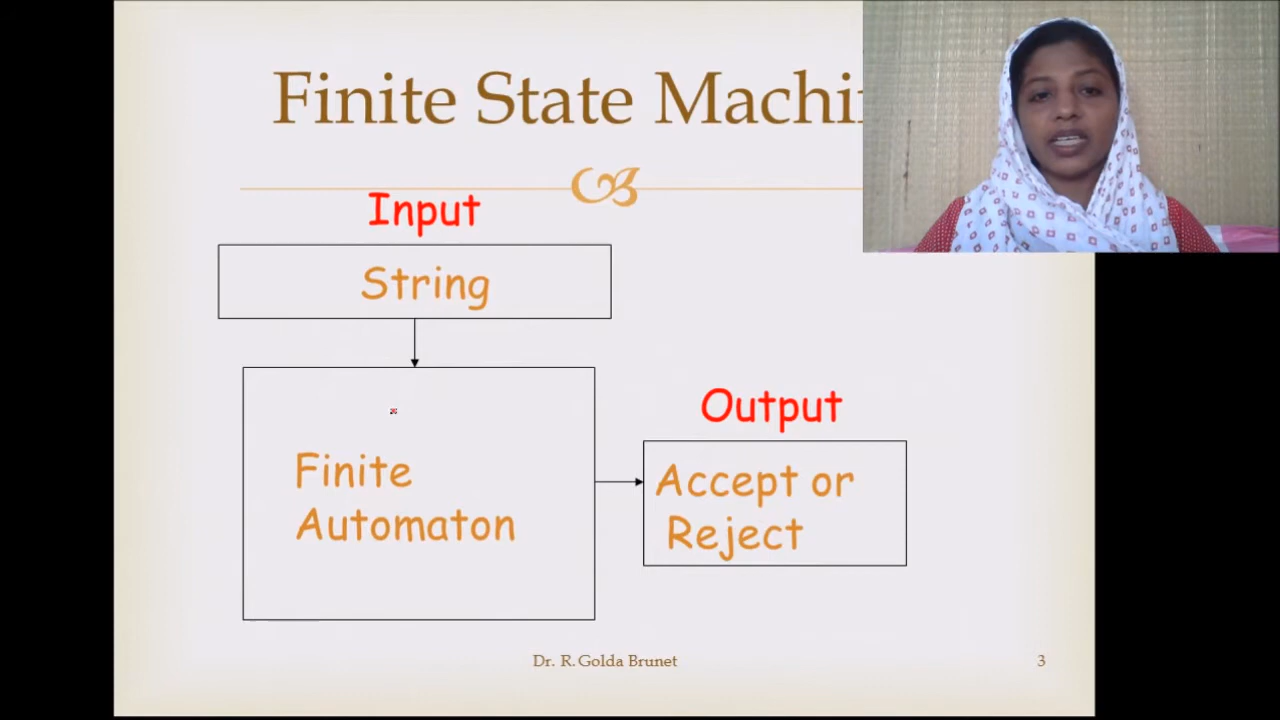 Finite State Machi
Input
String
Output
Finite
Automaton
Accept or
Reject
Dr. R. Golda Brunet
3